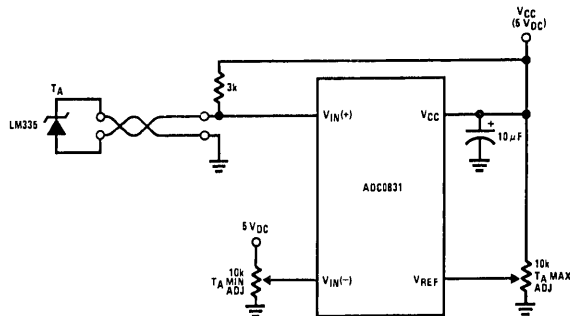 VCC
(5 VDC)
TA
3k
LM335
VIN(+)
VCC
+
10 µF
ADC0831
5 VDC
10k
TA MIN
ADJ
VIN(–)
VREF
10k
TA MAX
ADJ